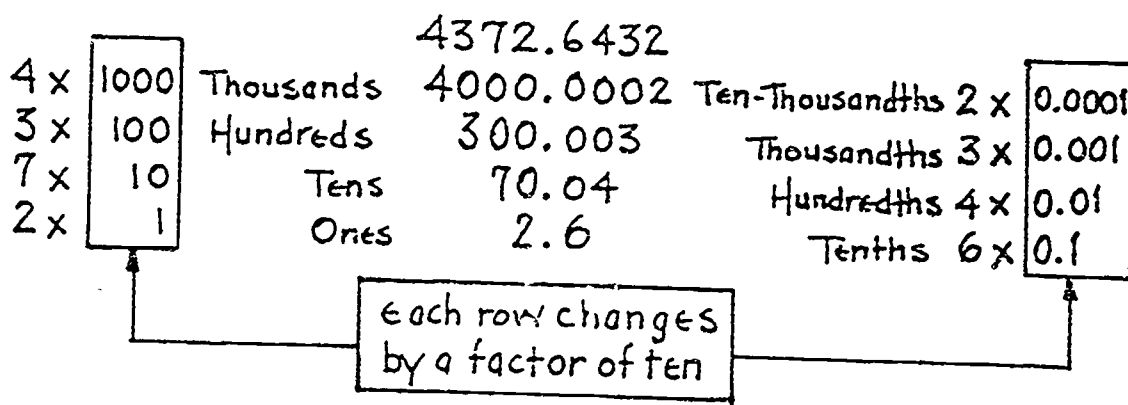 4372.6432
4 x 1000 Thousands 4000.0002 Ten-Thousandths 2 x 0.0001
3 x 100 Hundreds 300.003 Thousandths 3 x 0.001
7 x 10 Tens 70.04 Hundredths 4 x 0.01
2 x 1 Ones 2.6 Tenths 6 x 0.1
each row changes
by a factor of ten